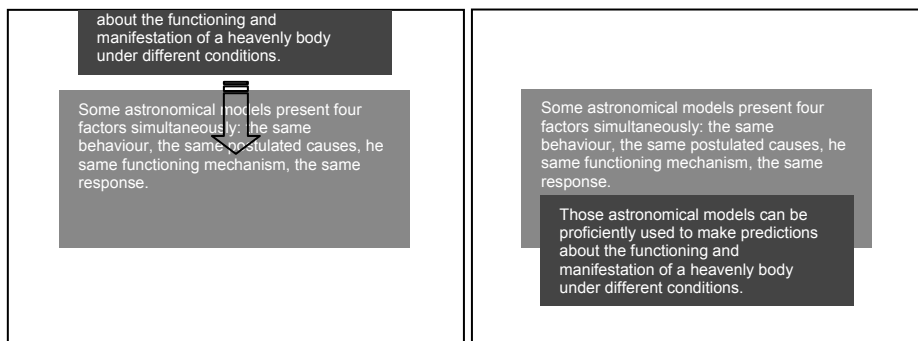 about the functioning and
manifestation of a heavenly body
under different conditions.
Some astronomical models present four
factors simultaneously: the same
behaviour, the same postulated causes, he
same functioning mechanism, the same
response.
Some astronomical models present four
factors simultaneously: the same
behaviour, the same postulated causes, he
same functioning mechanism, the same
response.
Those astronomical models can be
proficiently used to make predictions
about the functioning and
manifestation of a heavenly body
under different conditions.